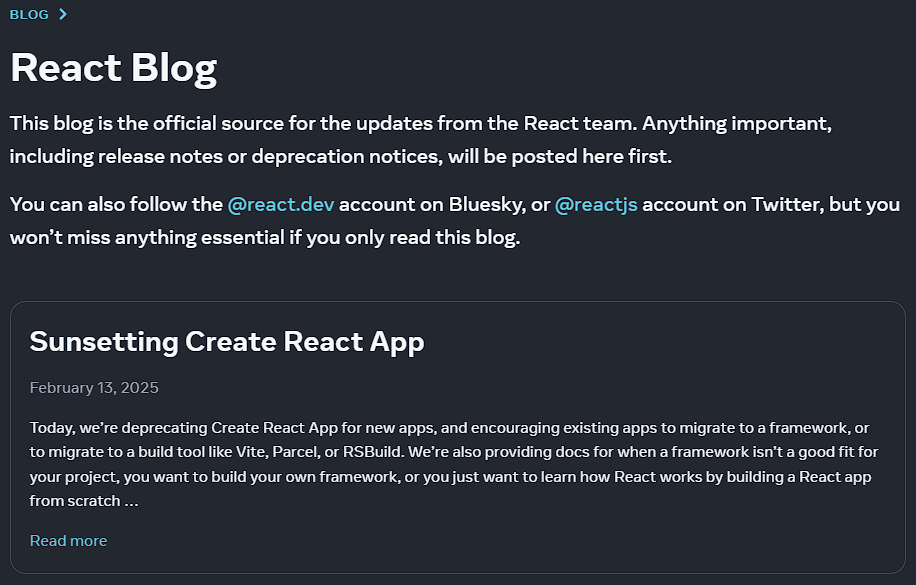 BLOG
React Blog
This blog is the official source for the updates from the React team. Anything important,
including release notes or deprecation notices, will be posted here first.
You can also follow the @react.dev account on Bluesky, or @reactjs account on Twitter, but you
won’t miss anything essential if you only read this blog.
Sunsetting Create React App
February 13, 2025
Today, we’re deprecating Create React App for new apps, and encouraging existing apps to migrate to a framework, or
to migrate to a build tool like Vite, Parcel, or RSBuild. We’re also providing docs for when a framework isn’t a good fit for
your project, you want to build your own framework, or you just want to learn how React works by building a React app
from scratch …
Read more